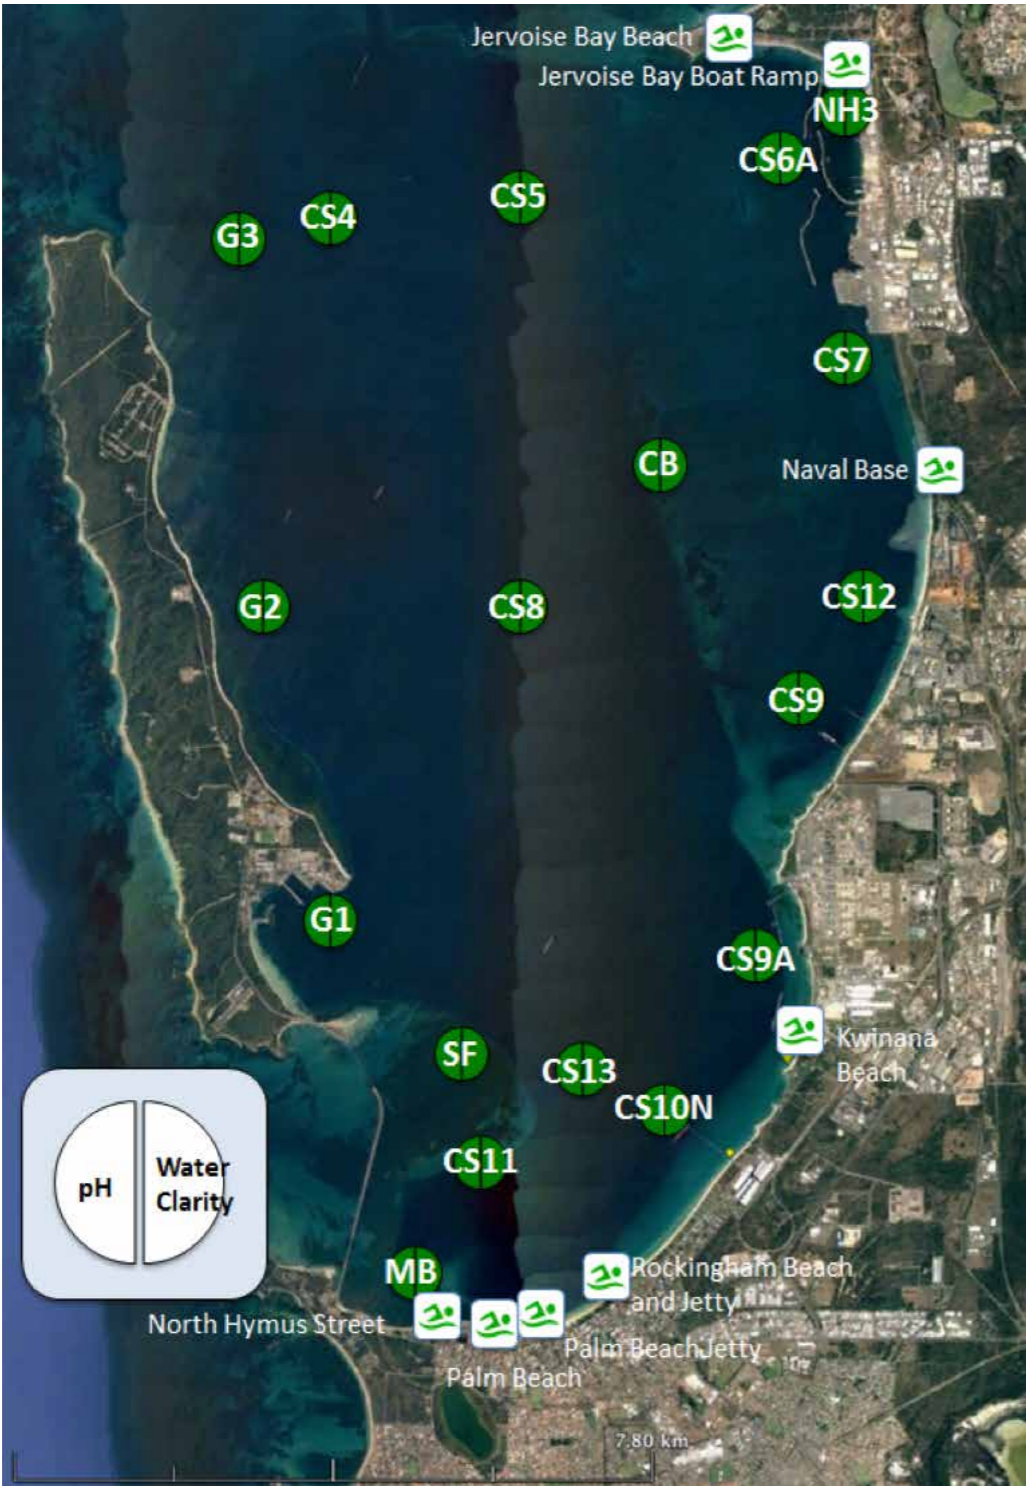 Jervoise Bay Beach
Jervoise Bay Boat Ramp
NH3
CS6A
CS5
CS4
G3
CS7
CB
Naval Base
CS12
G2
CS8
CS9
G1
CS9A
Kwinana
Beach
SF
CS13
CS10N
CS11
pH
Water
Clarity
MB
Rockingham Beach
and Jetty
North Hymus Street
Palm Beach Jetty
Palm Beach
7.80 km